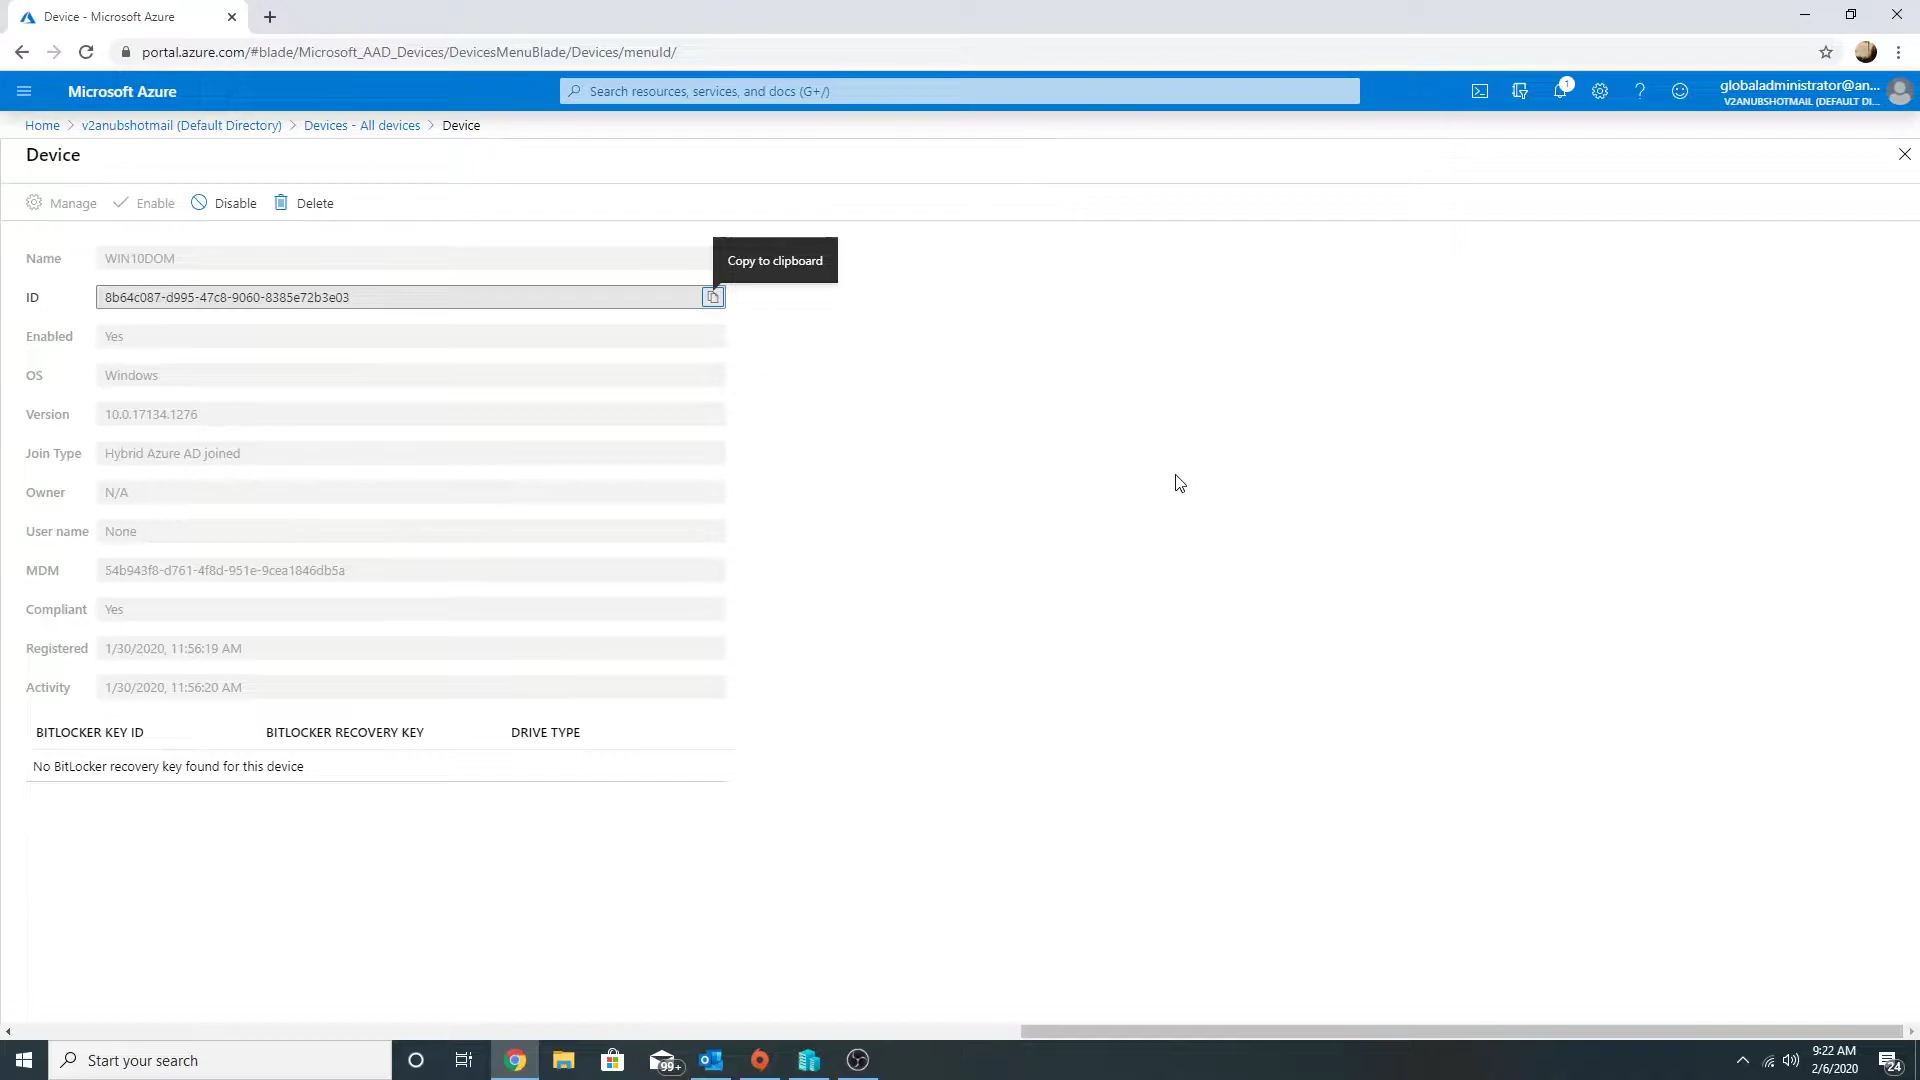 Device - Microsoft Azure
portal.azure.com/#blade/Microsoft_AAD_Devices/DevicesMenuBlade/Devices/menuId/
Microsoft Azure
Search resources, services, and docs (G+/)
1
globaladministrator@an...
V2ANUBSHOTMAIL (DEFAULT DI...
Home > v2anubshotmail (Default Directory) > Devices - All devices > Device
Device
Manage Enable Disable Delete
Name WIN10DOM
Copy to clipboard
ID 8b64c087-d995-47c8-9060-8385e72b3e03
Enabled Yes
OS Windows
Version 10.0.17134.1276
Join Type Hybrid Azure AD joined
Owner N/A
User name None
MDM 54b943f8-d761-4f8d-951e-9cea1846db5a
Compliant Yes
Registered 1/30/2020, 11:56:19 AM
Activity 1/30/2020, 11:56:20 AM
BITLOCKER KEY ID BITLOCKER RECOVERY KEY DRIVE TYPE
No BitLocker recovery key found for this device
Start your search
99+
9:22 AM
2/6/2020
24